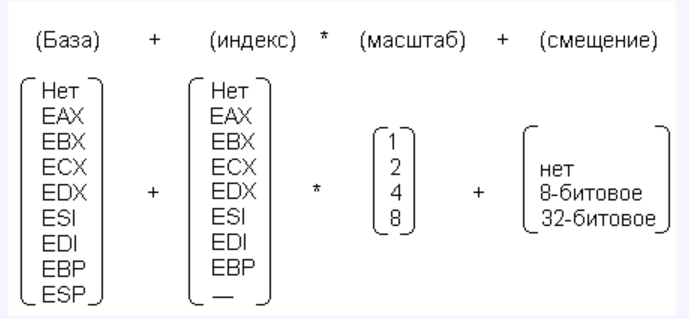 (База) + (индекс) * (масштаб) + (смещение)
Нет Нет
EAX EAX
EBX EBX 1
ECX ECX 2 нет
EDX + EDX * 4 + 8-битовое
ESI ESI 8 32-битовое
EDI EDI
EBP EBP
ESP —